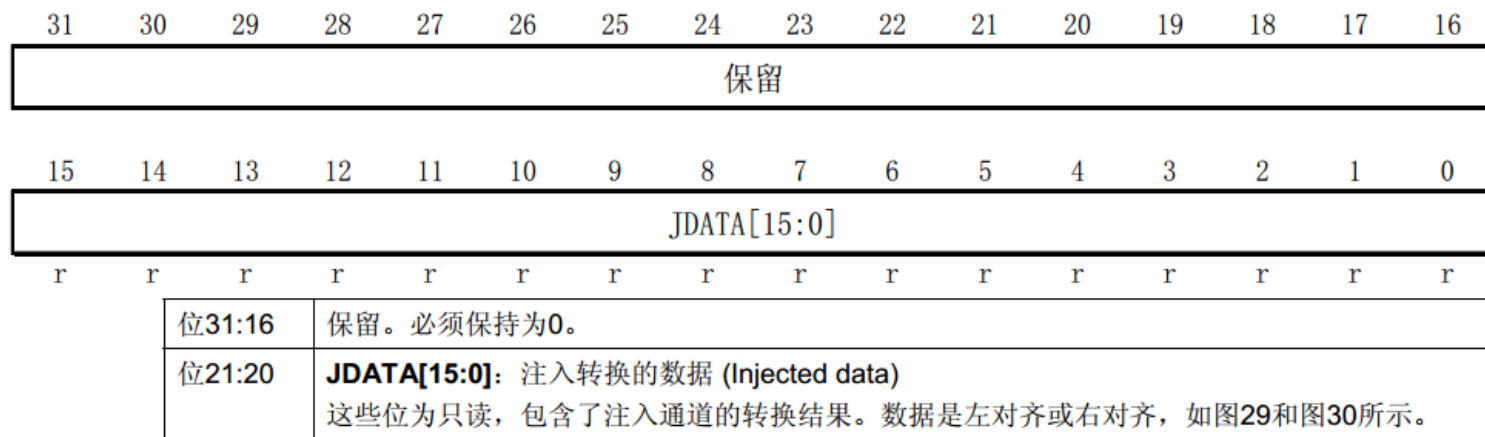 31 30 29 28 27 26 25 24 23 22 21 20 19 18 17 16
保留
15 14 13 12 11 10 9 8 7 6 5 4 3 2 1 0
JDATA[15:0]
r r r r r r r r r r r r r r r r
位31:16 保留。必须保持为0。
位21:20 JDATA[15:0]：注入转换的数据 (Injected data)
这些位为只读，包含了注入通道的转换结果。数据是左对齐或右对齐，如图29和图30所示。